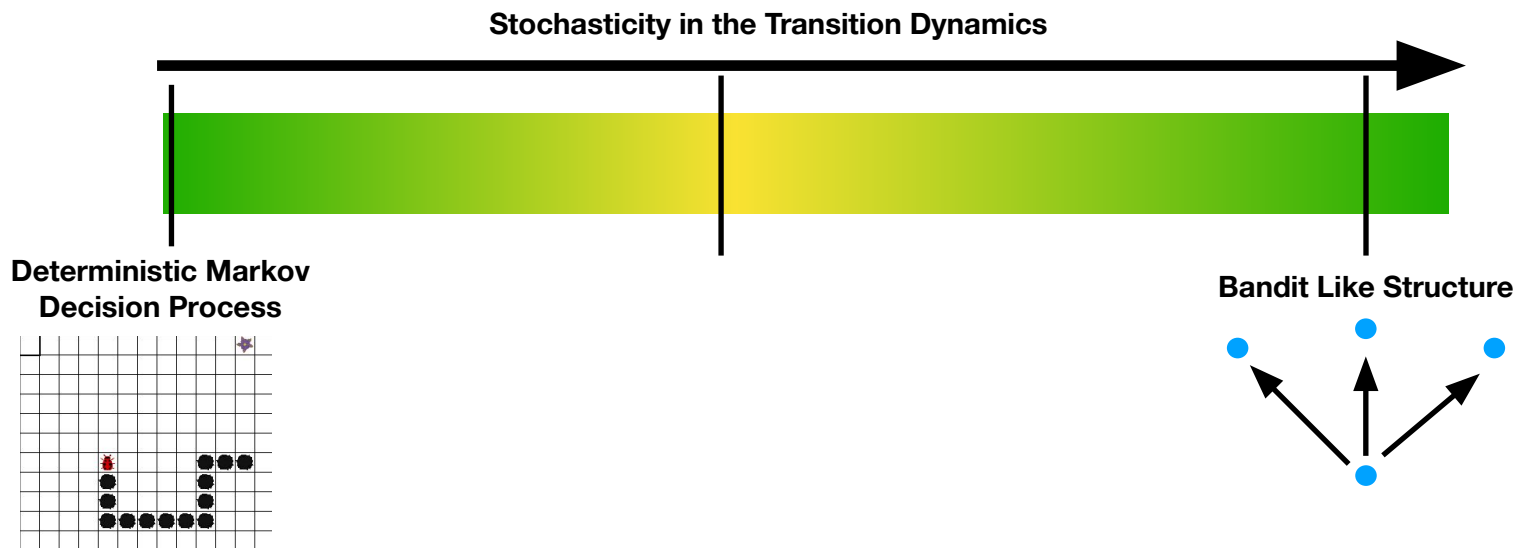 Stochasticity in the Transition Dynamics
Deterministic Markov
Decision Process
Bandit Like Structure